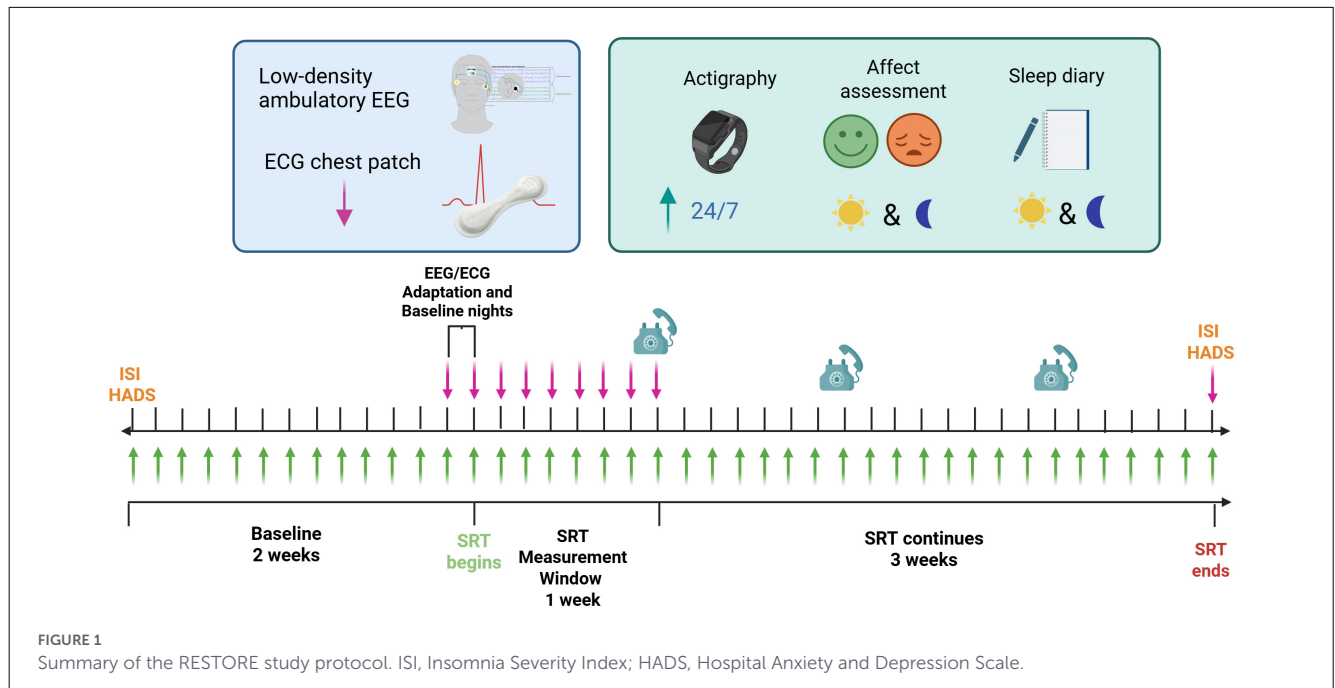 Low-density
ambulatory EEG
ECG chest patch
Actigraphy
24/7
Affect
assessment
&
Sleep diary
&
EEG/ECG
Adaptation and
Baseline nights
ISI
HADS
ISI
HADS
Baseline
2 weeks
SRT
begins
SRT
Measurement
Window
1 week
SRT continues
3 weeks
SRT
ends
FIGURE 1
Summary of the RESTORE study protocol. ISI, Insomnia Severity Index; HADS, Hospital Anxiety and Depression Scale.